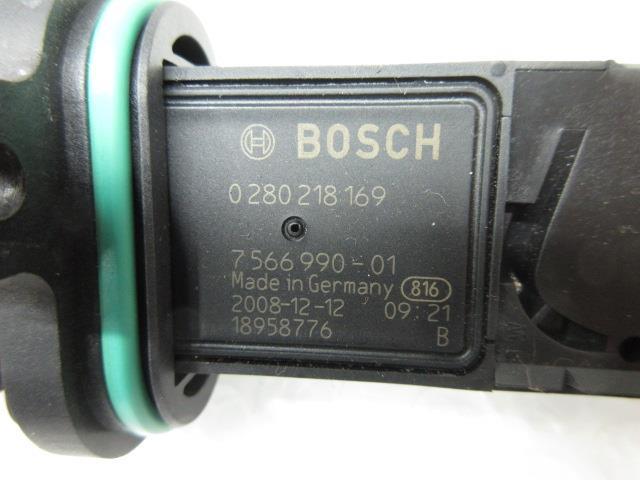 BOSCH
0 280 218 169
7 566 990-01
Made in Germany 816
2008-12-12 09:21
18958776 B